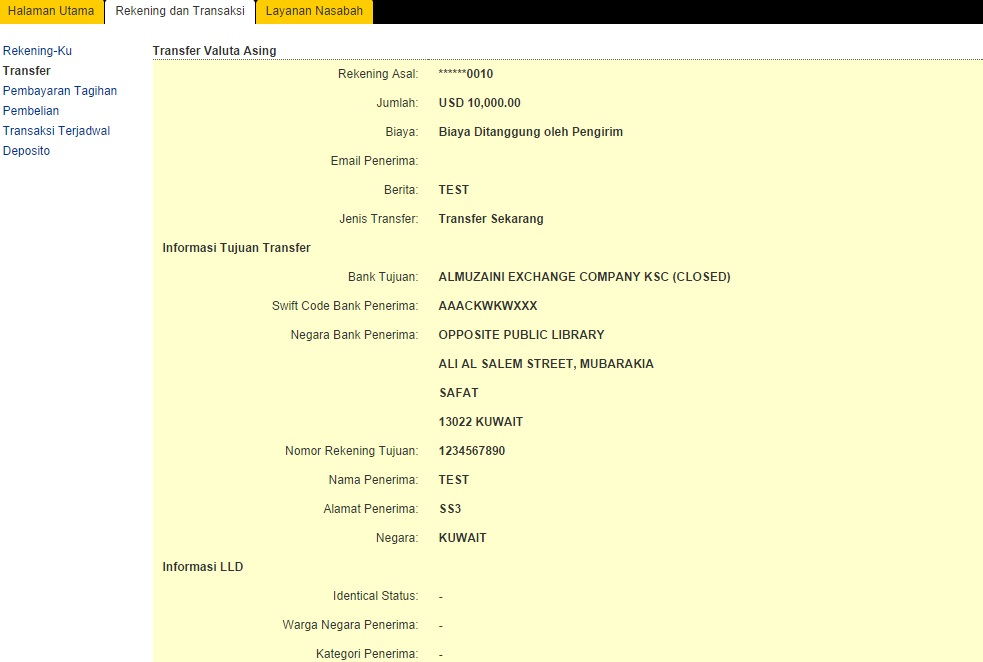 Halaman Utama Rekening dan Transaksi Layanan Nasabah
Rekening-Ku
Transfer
Pembayaran Tagihan
Pembelian
Transaksi Terjadwal
Deposito
Transfer Valuta Asing
Rekening Asal: ******0010
Jumlah: USD 10,000.00
Biaya: Biaya Ditanggung oleh Pengirim
Email Penerima:
Berita: TEST
Jenis Transfer: Transfer Sekarang
Informasi Tujuan Transfer
Bank Tujuan: ALMUZAINI EXCHANGE COMPANY KSC (CLOSED)
Swift Code Bank Penerima: AAACKWKWXXX
Negara Bank Penerima: OPPOSITE PUBLIC LIBRARY
ALI AL SALEM STREET, MUBARAKIA
SAFAT
13022 KUWAIT
Nomor Rekening Tujuan: 1234567890
Nama Penerima: TEST
Alamat Penerima: SS3
Negara: KUWAIT
Informasi LLD
Identical Status: -
Warga Negara Penerima: -
Kategori Penerima: -